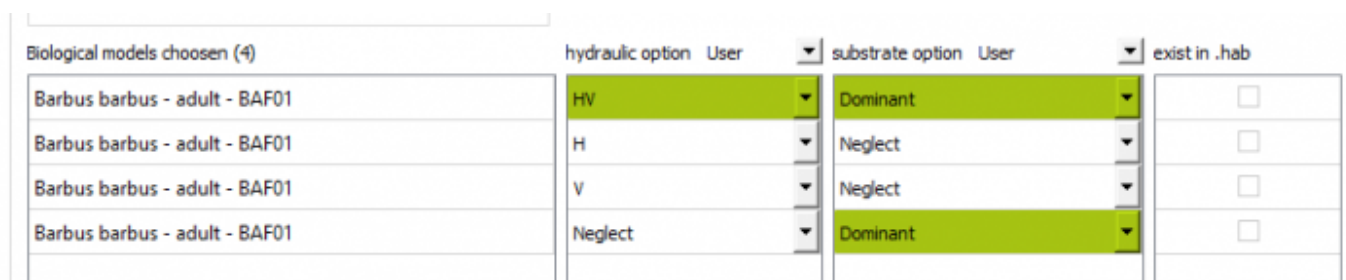 Biological models choosen (4) hydraulic option User substrate option User exist in .hab
Barbus barbus - adult - BAF01 HV Dominant
Barbus barbus - adult - BAF01 H Neglect
Barbus barbus - adult - BAF01 V Neglect
Barbus barbus - adult - BAF01 Neglect Dominant